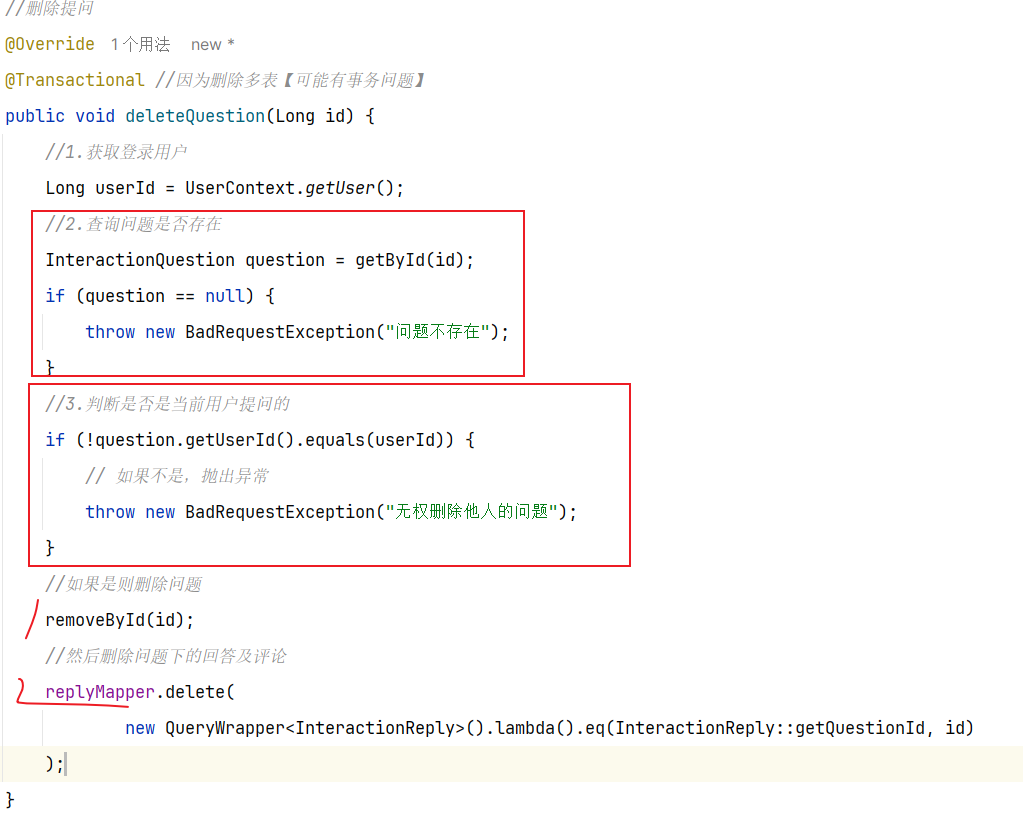 //删除提问
@Override 1 个用法 new *
@Transactional //因为删除多表【可能有事务问题】
public void deleteQuestion(Long id) {
//1.获取登录用户
Long userId = UserContext.getUser();
//2.查询问题是否存在
InteractionQuestion question = getById(id);
if (question == null) {
throw new BadRequestException("问题不存在");
}
//3.判断是否是当前用户提问的
if (!question.getUserId().equals(userId)) {
// 如果不是，抛出异常
throw new BadRequestException("无权删除他人的问题");
}
//如果是则删除问题
removeById(id);
//然后删除问题下的回答及评论
replyMapper.delete(
new QueryWrapper<InteractionReply>().lambda().eq(InteractionReply::getQuestionId, id)
);
}